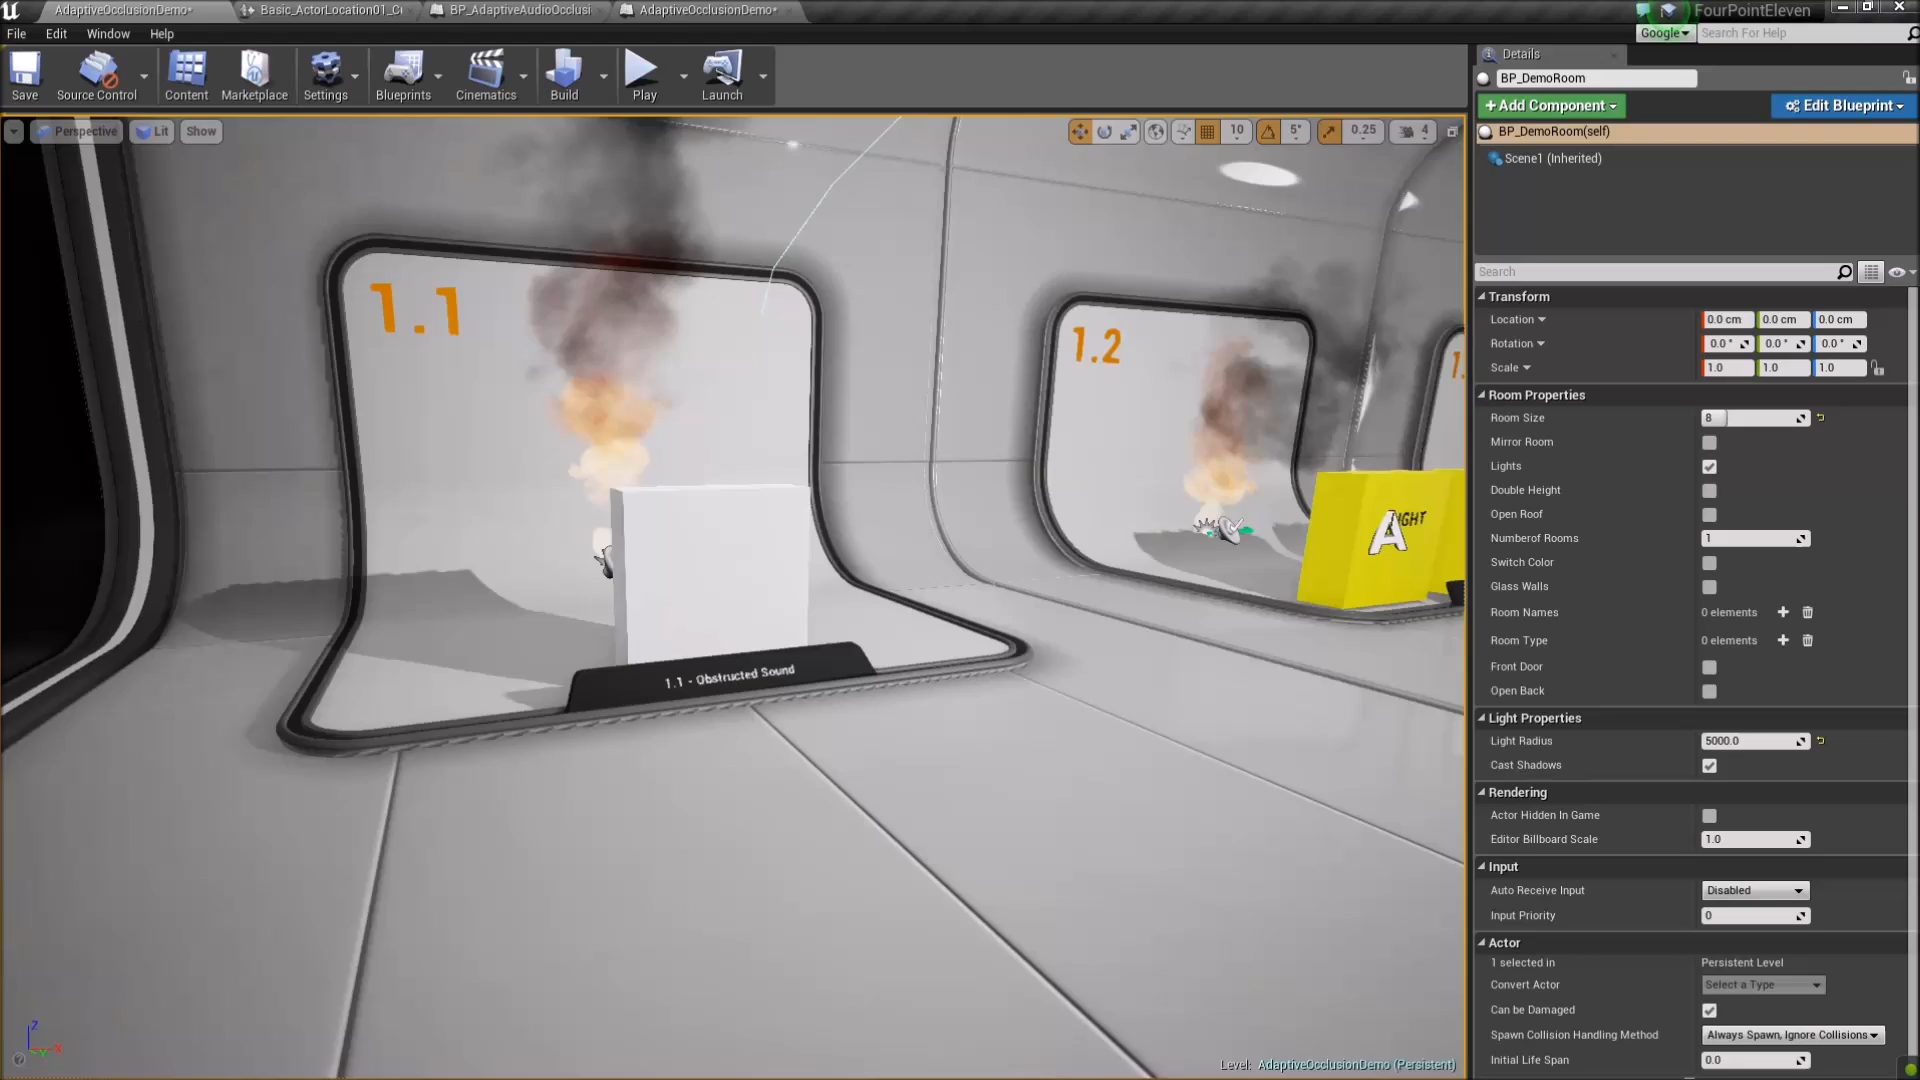 AdaptiveOcclusionDemo*
Basic_ActorLocation01_C
BP_AdaptiveAudioOcclusi
AdaptiveOcclusionDemo*
FourPointEleven
File
Edit
Window
Help
Google
Search For Help
Save
Source Control
Content
Marketplace
Settings
Blueprints
Cinematics
Build
Play
Launch
Details
BP_DemoRoom
+Add Component
Edit Blueprint
Perspective
Lit
Show
10
5°
0.25
4
BP_DemoRoom(self)
Scene1 (Inherited)
Search
Transform
Location
0.0 cm
0.0 cm
0.0 cm
Rotation
0.0 °
0.0 °
0.0 °
Scale
1.0
1.0
1.0
Room Properties
Room Size
8
Mirror Room
Lights
Double Height
Open Roof
Numberof Rooms
1
Switch Color
Glass Walls
Room Names
0 elements
Room Type
0 elements
Front Door
Open Back
Light Properties
Light Radius
5000.0
Cast Shadows
Rendering
Actor Hidden In Game
Editor Billboard Scale
1.0
Input
Auto Receive Input
Disabled
Input Priority
0
Actor
1 selected in
Persistent Level
Convert Actor
Select a Type
Can be Damaged
Spawn Collision Handling Method
Always Spawn, Ignore Collisions
Initial Life Span
0.0
1.1
1.2
1.
A
1.1 - Obstructed Sound
Z
X
Y
Level: AdaptiveOcclusionDemo (Persistent)